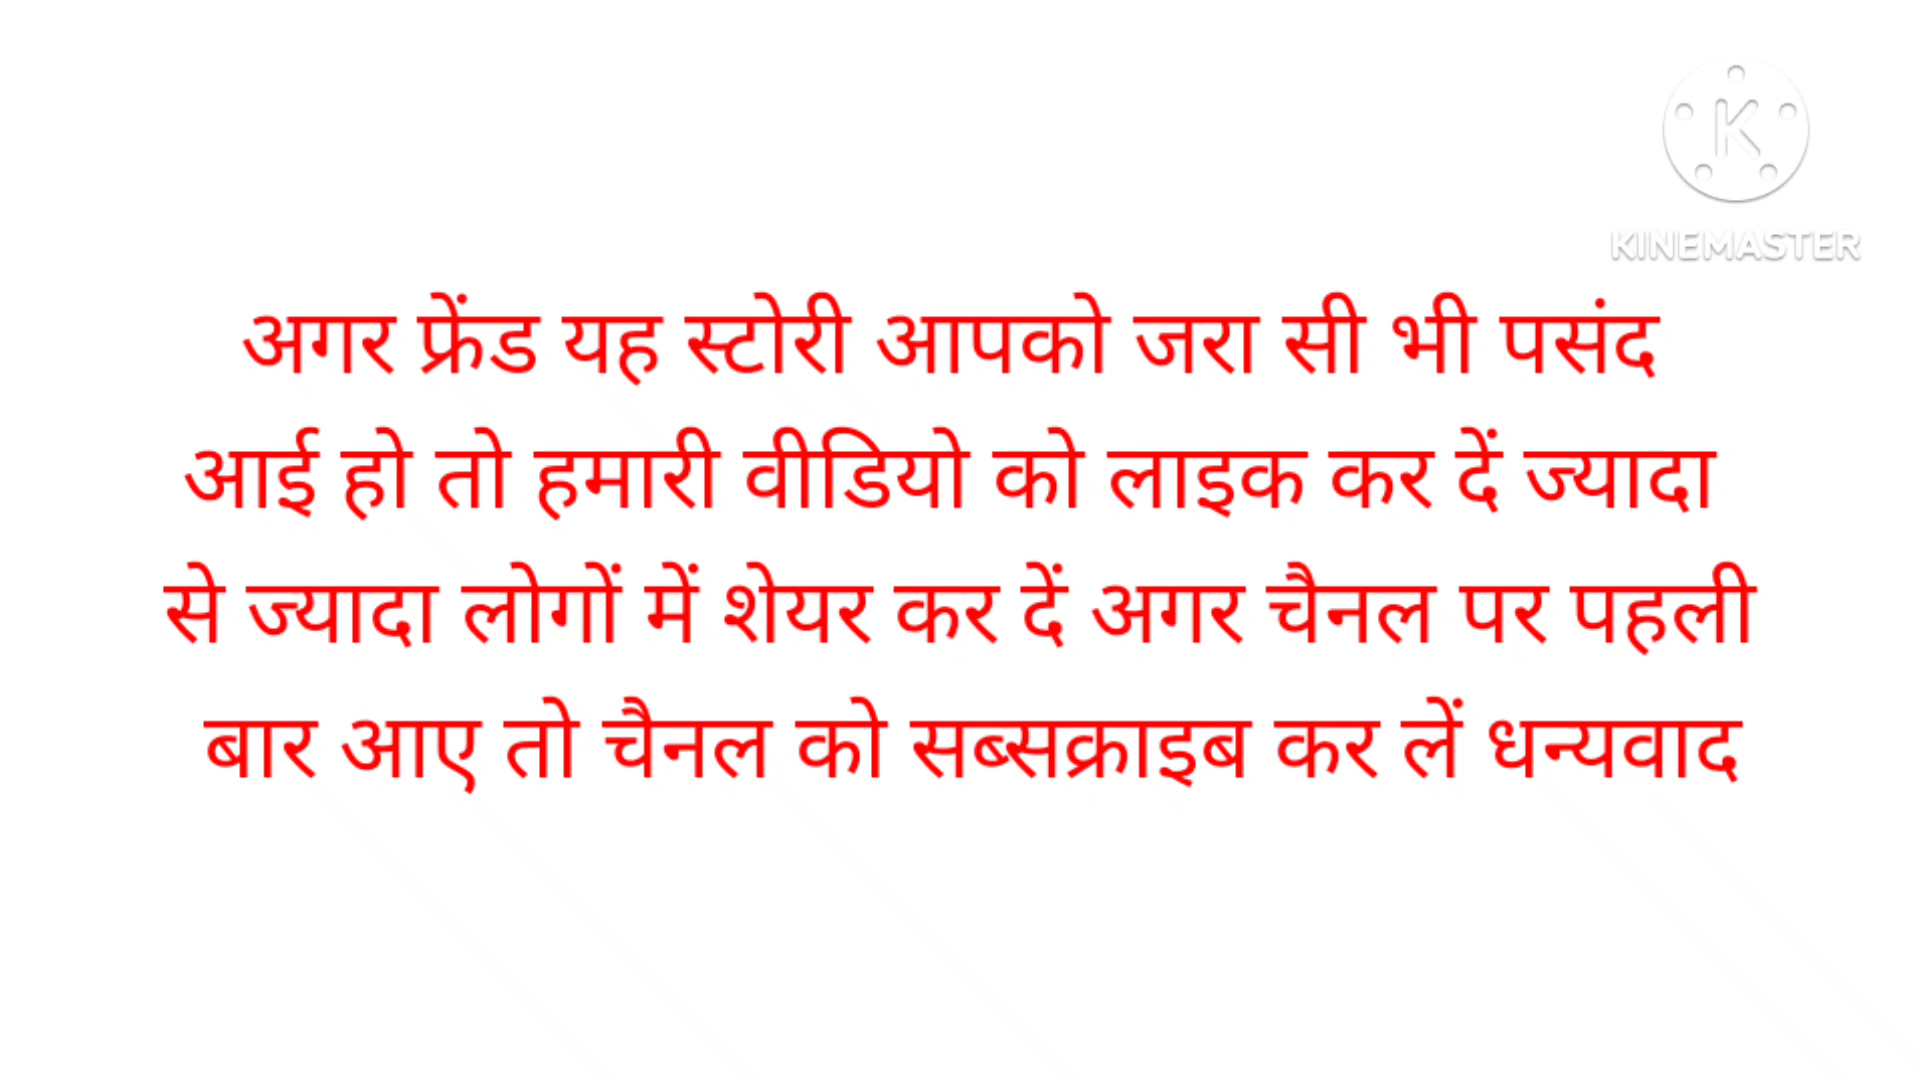 KINEMASTER
अगर फ्रेंड यह स्टोरी आपको जरा सी भी पसंद
आई हो तो हमारी वीडियो को लाइक कर दें ज्यादा
से ज्यादा लोगों में शेयर कर दें अगर चैनल पर पहली
बार आए तो चैनल को सब्सक्राइब कर लें धन्यवाद